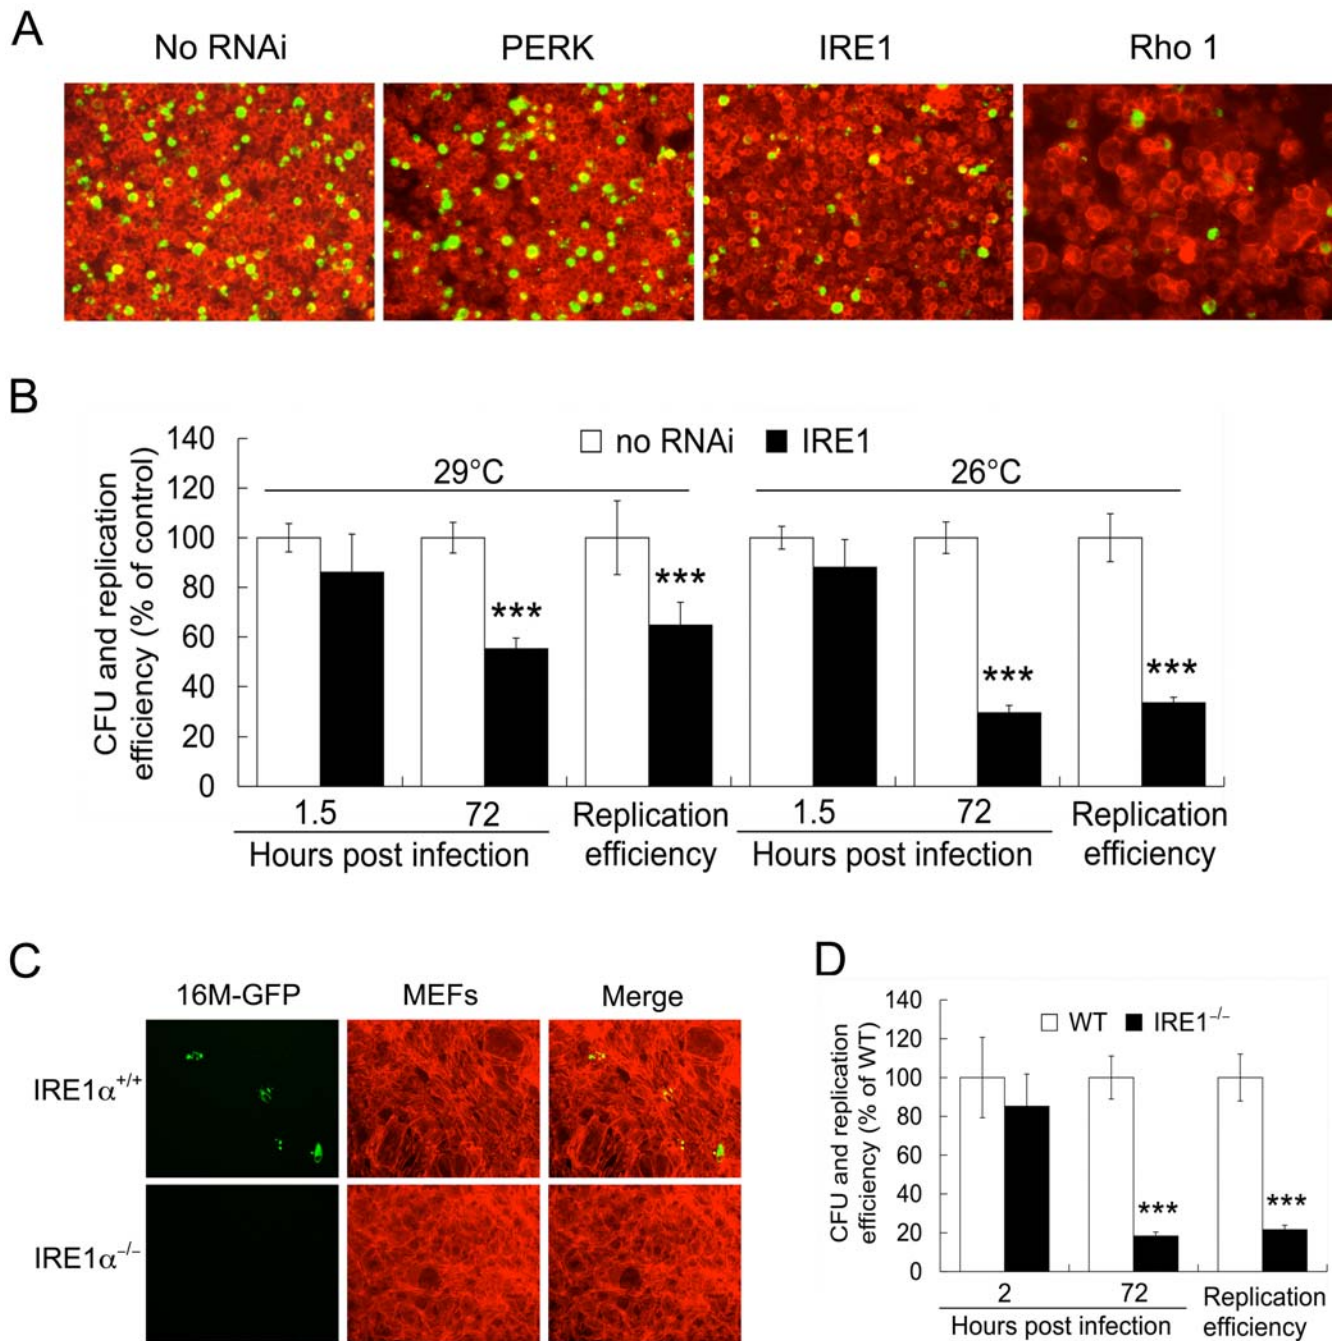 A
No RNAi PERK IRE1 Rho 1
B
CFU and replication
efficiency (% of control)
140
120
100
80
60
40
20
0
no RNAi IRE1
29°C 26°C
*** *** *** ***
1.5 72 Replication efficiency 1.5 72 Replication efficiency
Hours post infection Hours post infection
C
16M-GFP MEFs Merge
IRE1α+/+
IRE1α–/–
D
CFU and replication
efficiency (% of WT)
140
120
100
80
60
40
20
0
WT IRE1–/–
*** ***
2 72 Replication efficiency
Hours post infection